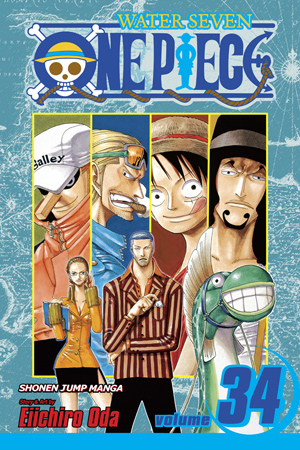 WATER SEVEN
ONE PIECE
Galley
SHONEN JUMP MANGA
Story & Art by
Eiichiro Oda
volume
34